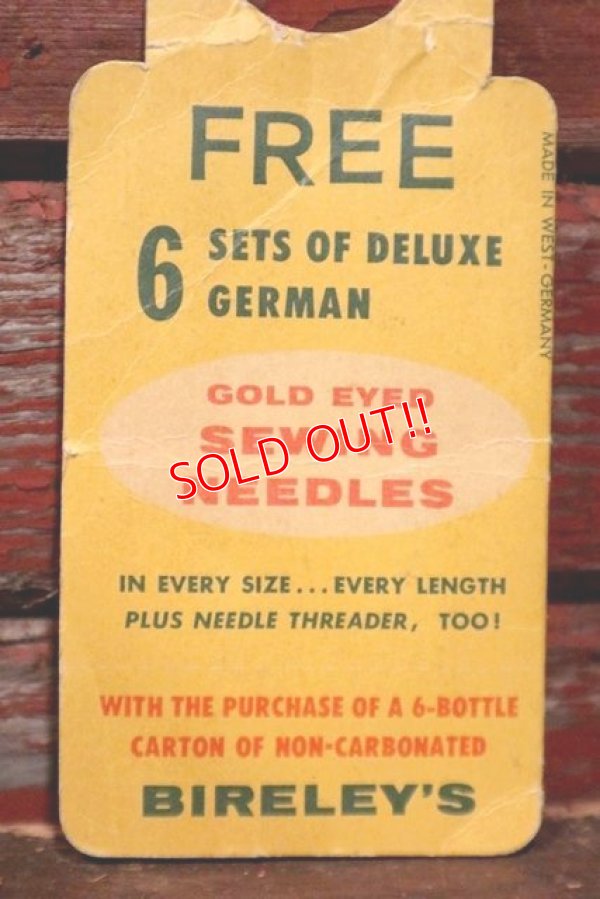 FREE
6 SETS OF DELUXE
GERMAN
GOLD EYED
SEWING
NEEDLES
SOLD OUT!!
IN EVERY SIZE...EVERY LENGTH
PLUS NEEDLE THREADER, TOO!
WITH THE PURCHASE OF A 6-BOTTLE
CARTON OF NON-CARBONATED
BIRELEY'S
MADE IN WEST-GERMANY